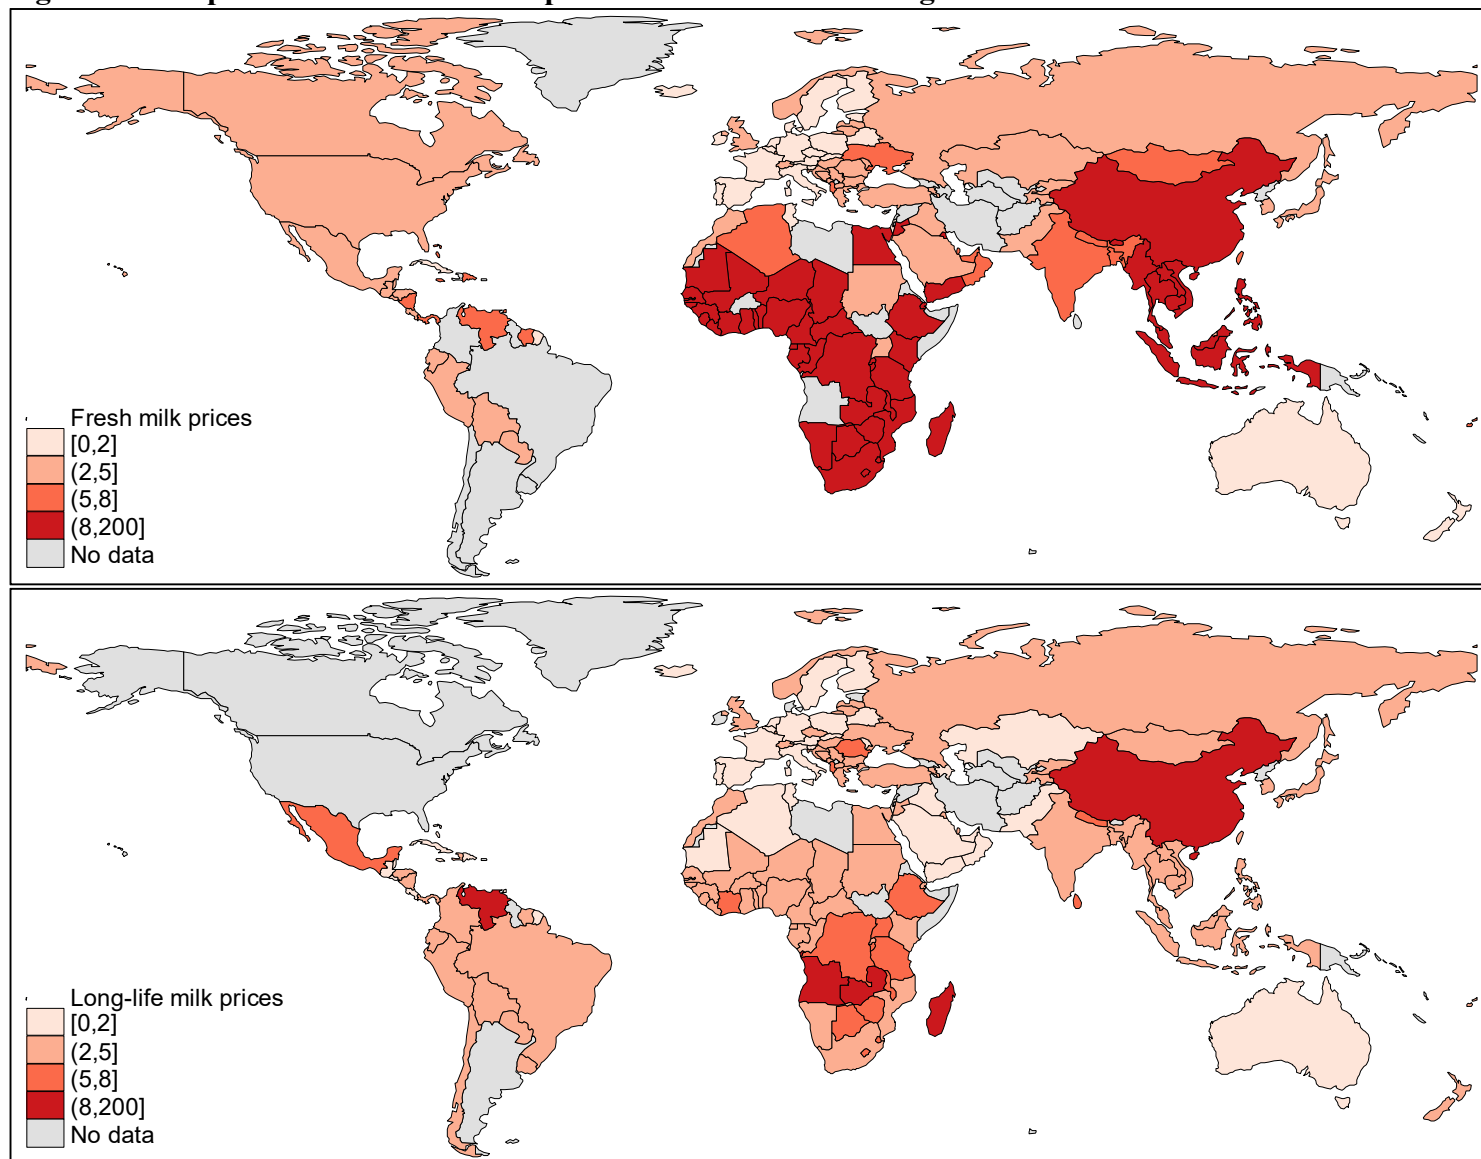 Fresh milk prices
[0,2]
(2,5]
(5,8]
(8,200]
No data
Long-life milk prices
[0,2]
(2,5]
(5,8]
(8,200]
No data